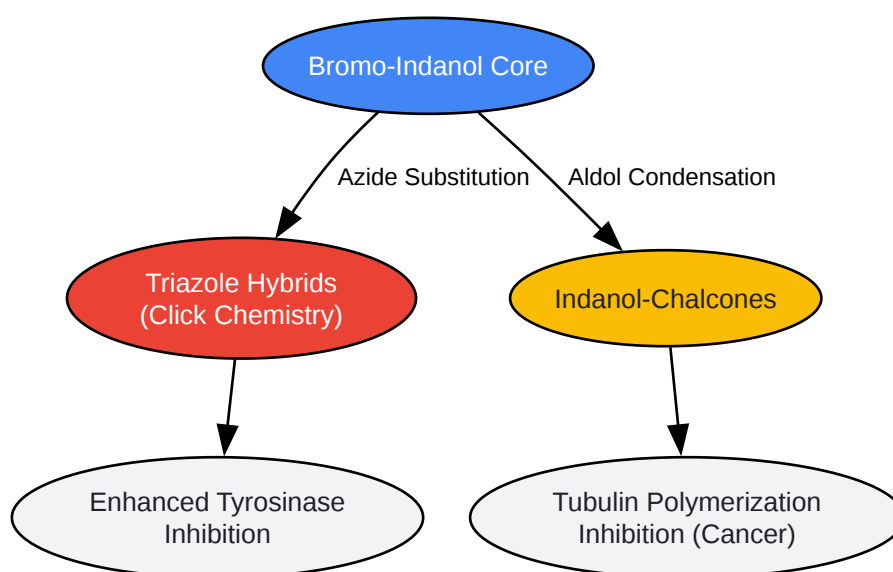 Bromo-Indanol Core
Azide Substitution
Aldol Condensation
Triazole Hybrids
(Click Chemistry)
Indanol-Chalcones
Enhanced Tyrosinase
Inhibition
Tubulin Polymerization
Inhibition (Cancer)